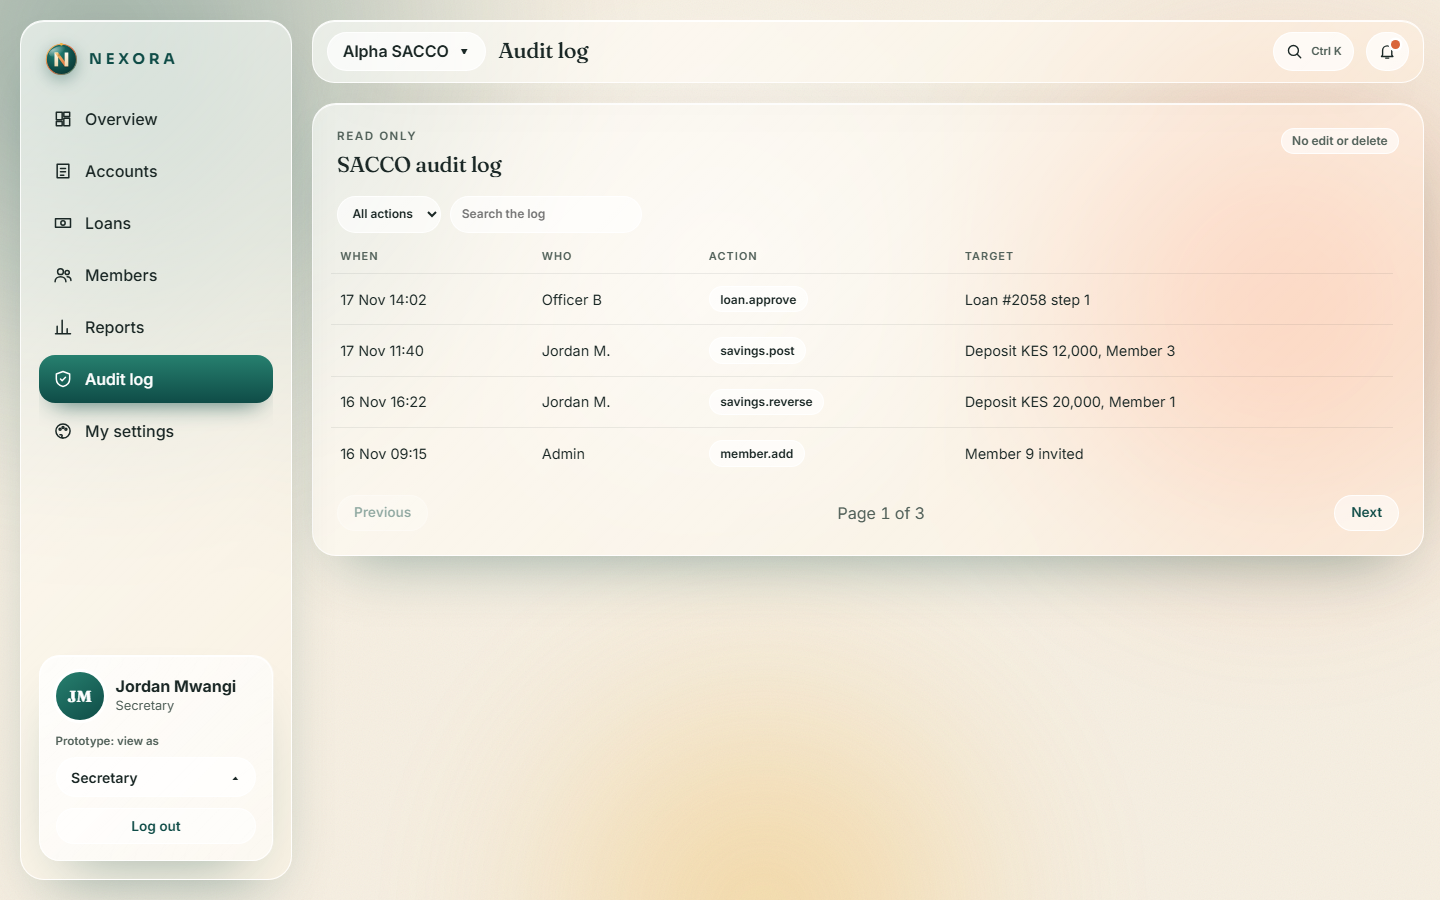 NEXORA
Overview
Accounts
Loans
Members
Reports
Audit log
My settings
JM
Jordan Mwangi
Secretary
Prototype: view as
Secretary
Log out
Alpha SACCO
Audit log
Ctrl K
READ ONLY
SACCO audit log
No edit or delete
All actions
Search the log
WHEN WHO ACTION TARGET
17 Nov 14:02 Officer B loan.approve Loan #2058 step 1
17 Nov 11:40 Jordan M. savings.post Deposit KES 12,000, Member 3
16 Nov 16:22 Jordan M. savings.reverse Deposit KES 20,000, Member 1
16 Nov 09:15 Admin member.add Member 9 invited
Previous Page 1 of 3 Next